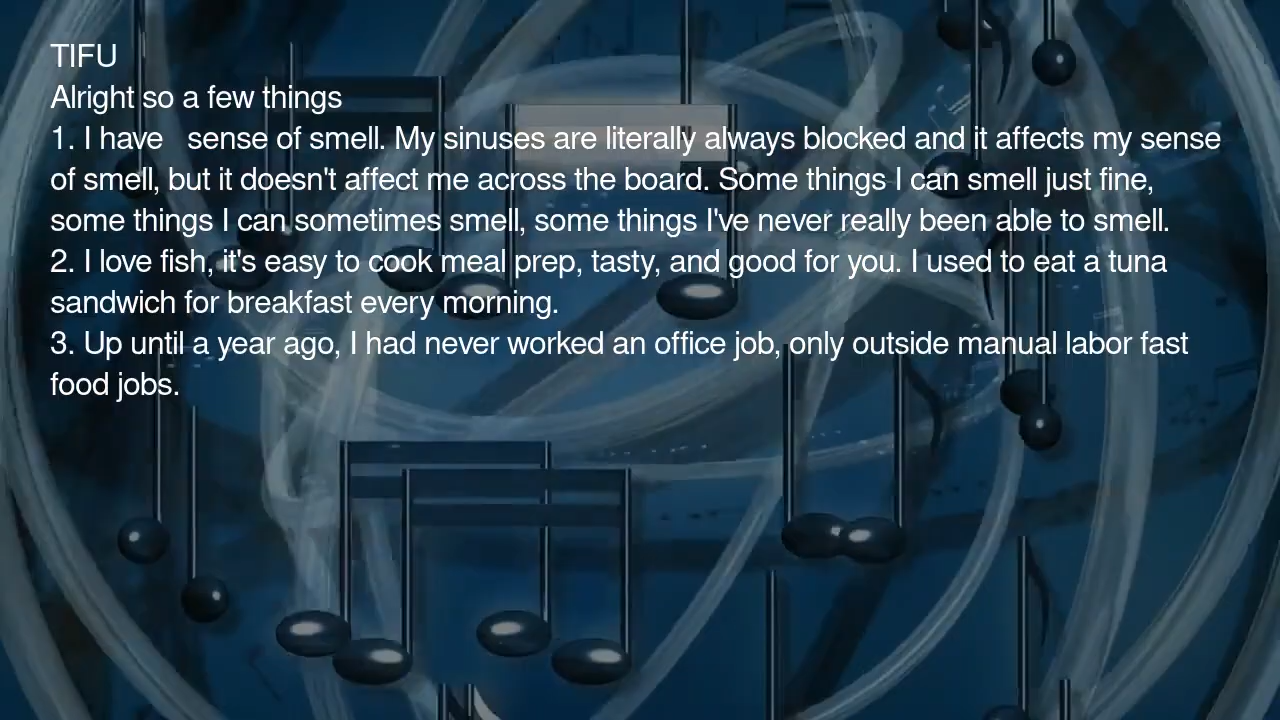 TIFU
Alright so a few things
1. I have   sense of smell. My sinuses are literally always blocked and it affects my sense
of smell, but it doesn't affect me across the board. Some things I can smell just fine,
some things I can sometimes smell, some things I've never really been able to smell.
2. I love fish, it's easy to cook meal prep, tasty, and good for you. I used to eat a tuna
sandwich for breakfast every morning.
3. Up until a year ago, I had never worked an office job, only outside manual labor fast
food jobs.